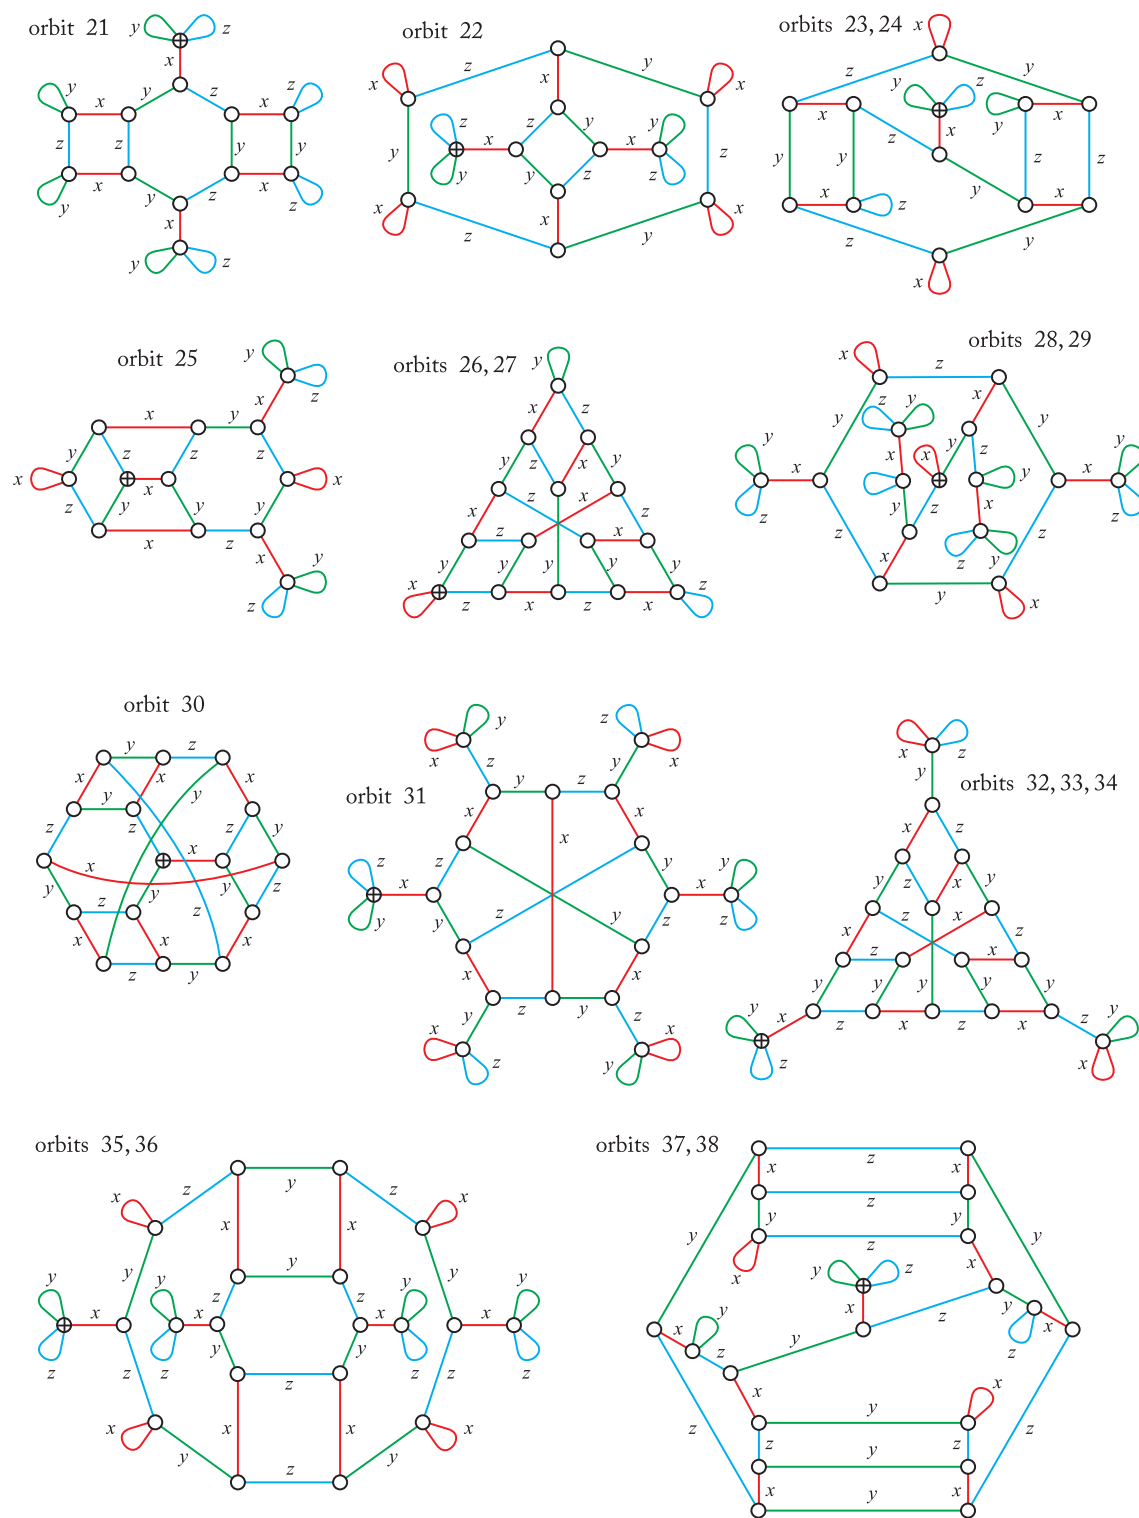 orbit 21
orbit 22
orbits 23, 24
y z
x
y x y z x z
z z y y
x y z x
y x z
y z
z y
x x x
z y
z y
y x x z
y z
x z
x x
z y
x
z y
y z
x y x
x z
y y z z
x z x y
z y
x
orbit 25
orbits 26, 27
orbits 28, 29
y
x z
x y
y z z
x x x
z y y z
x z x
y
y
x z
z x
y z x y
x z x z
y y y y
x z
z x z x
x z
z y
y x y
y z
x x
x y z
y z x
z x z
y
x
orbit 30
orbit 31
orbits 32, 33, 34
y z
x x x
y y
z z z y
x x
y y y z
z z
x x x
z y
y z
x z y x
y z
x x
z x z y
x x
y z y z
x x
z y
y z
x x
z y
x z
y
x z
y z x y
x z x z
z x
y y y y
y x z x z x z y
z x
orbits 35, 36
orbits 37, 38
z y z
x x
x x
y y y y
y y
x z x z x x
z z y y z z
z z
x x x x
y y
z
z
x x
z
y y
y z y
x x
y z
x z y
x y z x
z y
x x
y
z z z z
y
x x
y